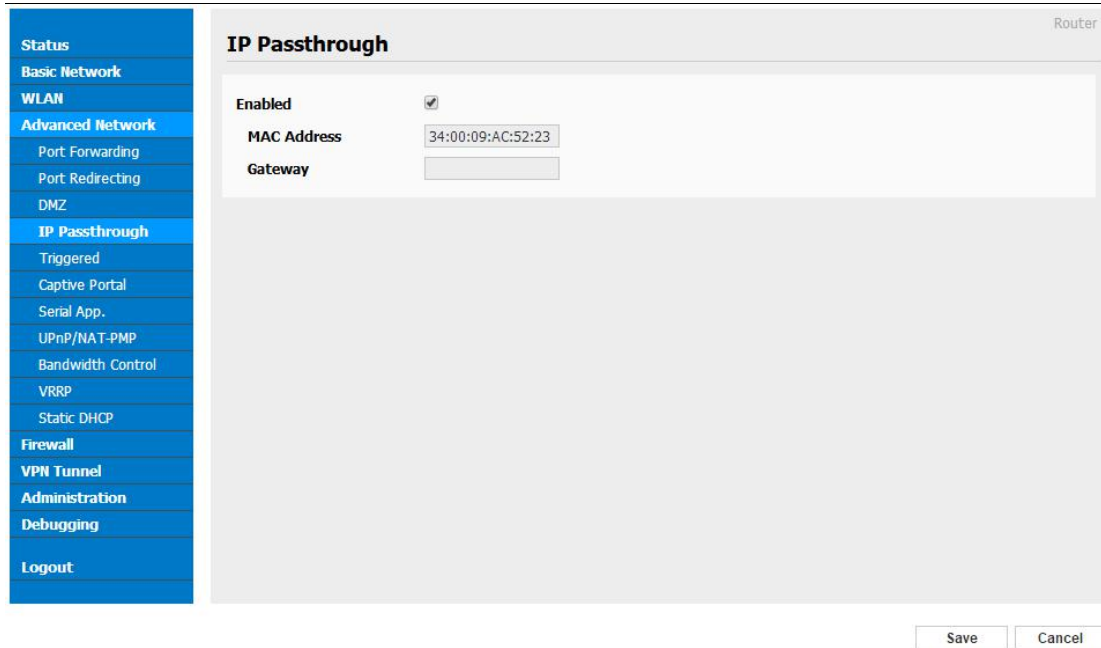 Router
Status
Basic Network
WLAN
Advanced Network
Port Forwarding
Port Redirecting
DMZ
IP Passthrough
Triggered
Captive Portal
Serial App.
UPnP/NAT-PMP
Bandwidth Control
VRRP
Static DHCP
Firewall
VPN Tunnel
Administration
Debugging
Logout
IP Passthrough
Enabled
MAC Address 34:00:09:AC:52:23
Gateway
Save Cancel